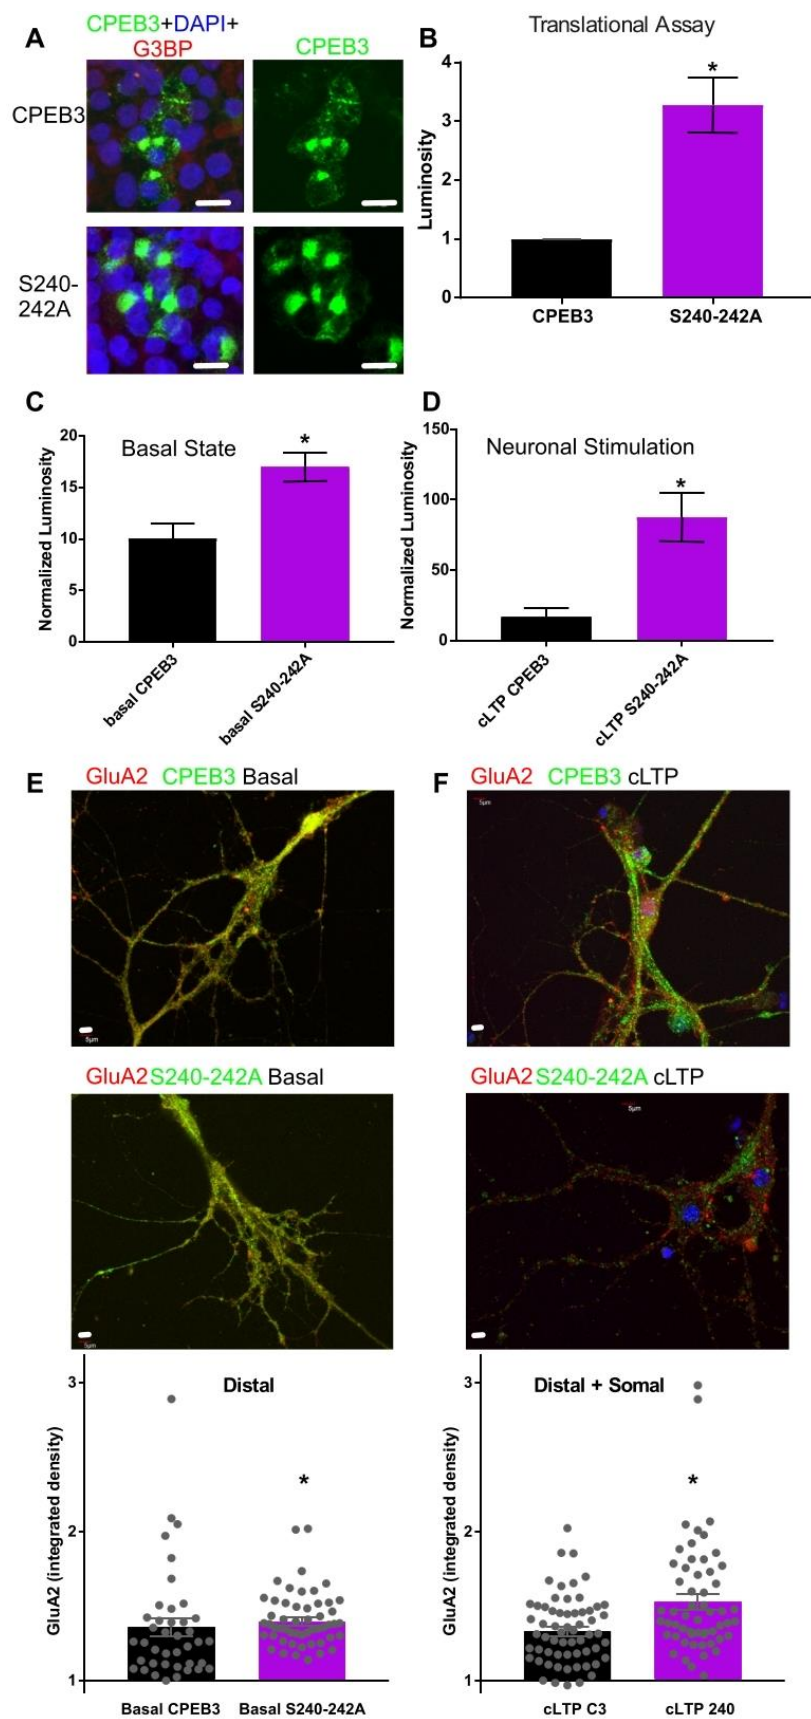 A
CPEB3+DAPI+
G3BP
CPEB3
CPEB3
S240-
242A
B
Translational Assay
Luminosity
4
3
2
1
0
*
CPEB3
S240-242A
C
Basal State
Normalized Luminosity
20
15
10
5
0
*
basal CPEB3
basal S240-242A
D
Neuronal Stimulation
Normalized Luminosity
150
100
50
0
*
cLTP CPEB3
cLTP S240-242A
E
GluA2 CPEB3 Basal
5µm
GluA2 S240-242A Basal
5µm
Distal
GluA2 (integrated density)
3
2
1
*
Basal CPEB3
Basal S240-242A
F
GluA2 CPEB3 cLTP
5µm
GluA2 S240-242A cLTP
5µm
Distal + Somal
GluA2 (integrated density)
3
2
1
*
cLTP C3
cLTP 240